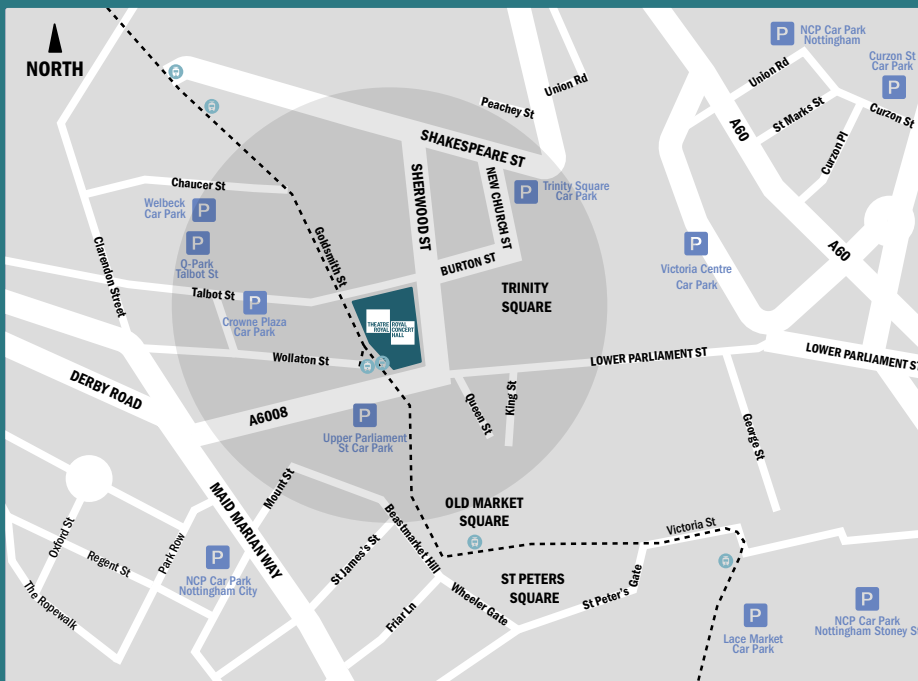 NORTH
P
NCP Car Park
Nottingham
Curzon St
Car Park
P
Union Rd
Curzon St
St Marks St
Curzon Pl
A60
A60
Union Rd
Peachey St
SHAKESPEARE ST
SHERWOOD ST
NEW CHURCH ST
P
Trinity Square
Car Park
BURTON ST
TRINITY
SQUARE
Chaucer St
Welbeck
Car Park
P
P
Q-Park
Talbot St
Goldsmith St
Clarendon Street
Talbot St
P
Crowne Plaza
Car Park
THEATRE
ROYAL
ROYAL
CONCERT
HALL
P
Victoria Centre
Car Park
Wollaston St
LOWER PARLIAMENT ST
LOWER PARLIAMENT ST
DERBY ROAD
A6008
P
Upper Parliament
St Car Park
Queen St
King St
George St
Mount St
MAID MARIAN WAY
Beastmarket Hill
OLD MARKET
SQUARE
Victoria St
Oxford St
Regent St
Park Row
The Ropewalk
P
NCP Car Park
Nottingham City
St James's St
Friar Ln
Wheeler Gate
ST PETERS
SQUARE
St Peter's Gate
P
Lace Market
Car Park
P
NCP Car Park
Nottingham Stoney St